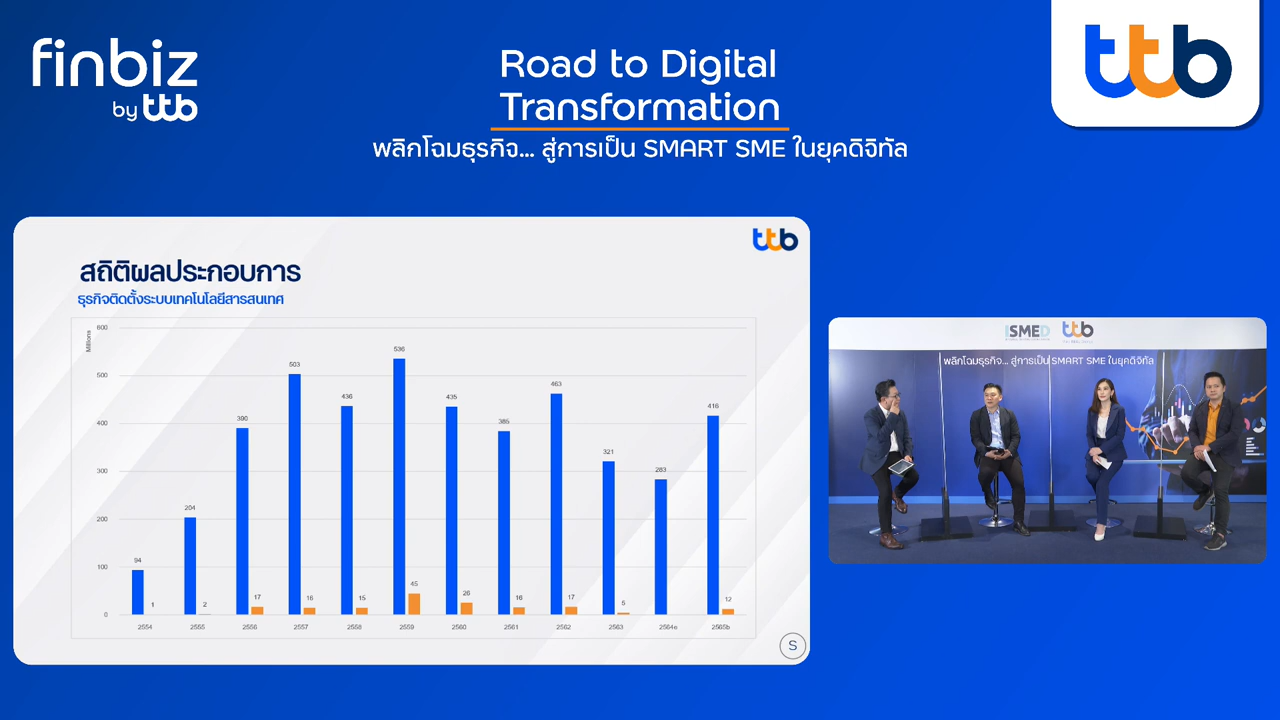 finbiz
by ttb
Road to Digital
Transformation
พลิกโฉมธุรกิจ... สู่การเป็น SMART SME ในยุคดิจิทัล
ttb
ttb
สถิติผลประกอบการ
ธุรกิจติดตั้งระบบเทคโนโลยีสารสนเทศ
Millions
600
500
400
300
200
100
0
94 1
204 2
390 17
503 16
436 15
536 45
435 26
385 16
463 17
321 5
283
416 12
2554 2555 2556 2557 2558 2559 2560 2561 2562 2563 2564e 2565b
S
ISMED ttb
พลิกโฉมธุรกิจ... สู่การเป็น SMART SME ในยุคดิจิทัล